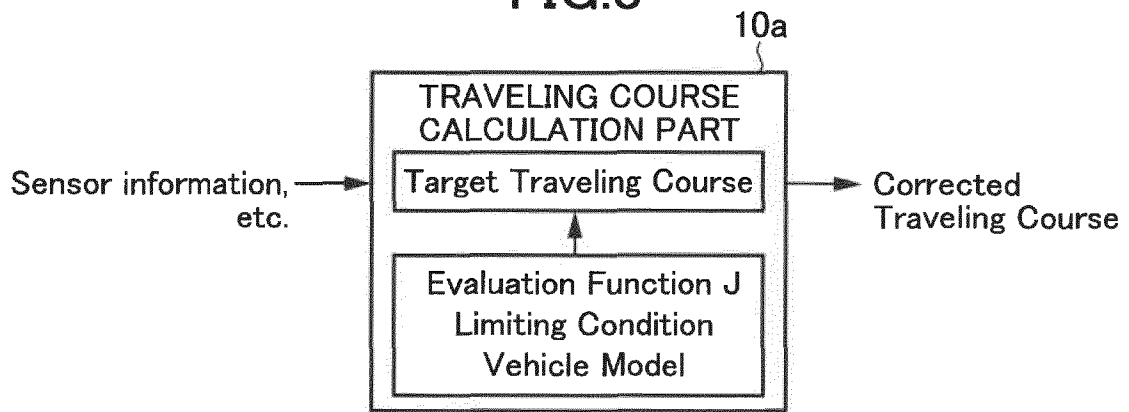 10a
TRAVELING COURSE
CALCULATION PART
Sensor information,
etc.
Target Traveling Course
Corrected
Traveling Course
Evaluation Function J
Limiting Condition
Vehicle Model